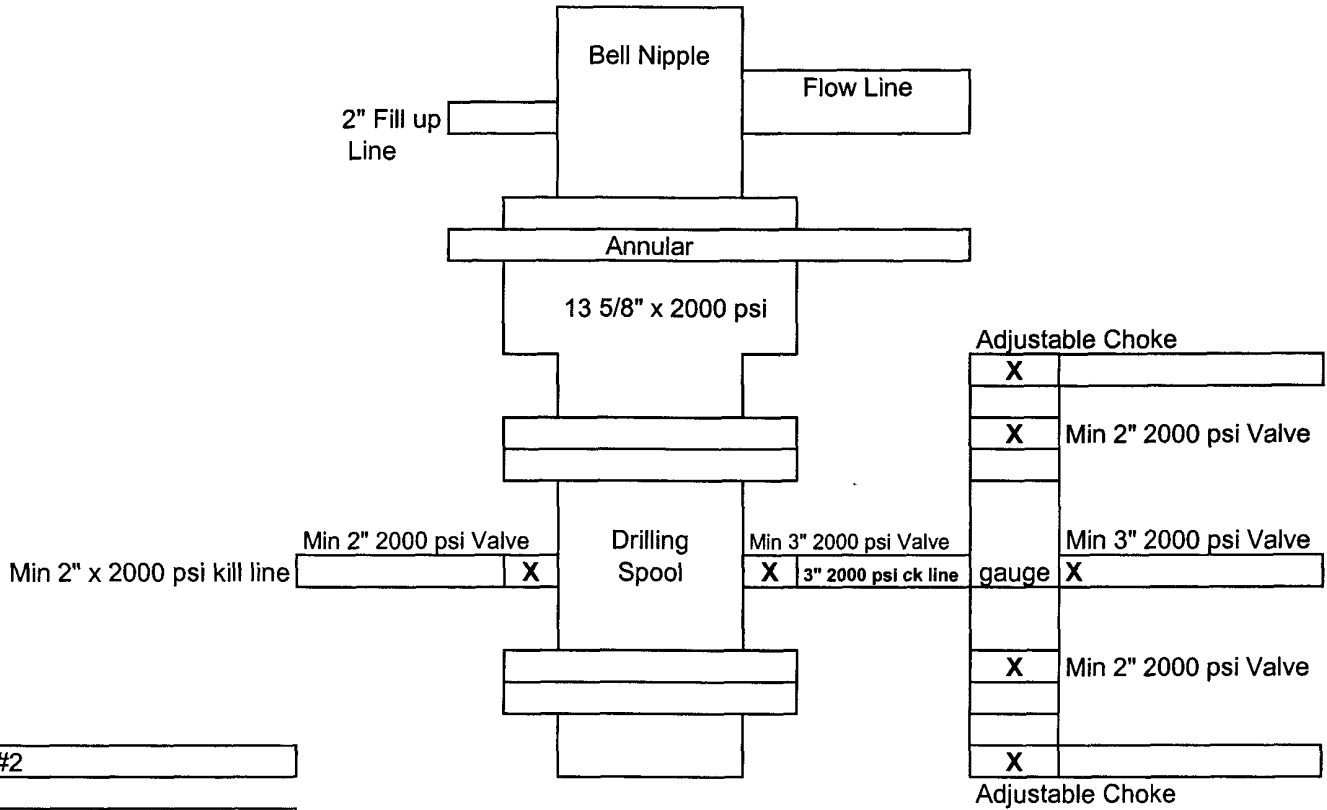 Bell Nipple
Flow Line
2" Fill up
Line
Annular
13 5/8" x 2000 psi
Adjustable Choke
X
X Min 2" 2000 psi Valve
Min 2" 2000 psi Valve
Drilling
Spool
Min 3" 2000 psi Valve
Min 3" 2000 psi Valve
Min 2" x 2000 psi kill line
X
X
3" 2000 psi ck line
gauge
X
X Min 2" 2000 psi Valve
#2
X
Adjustable Choke